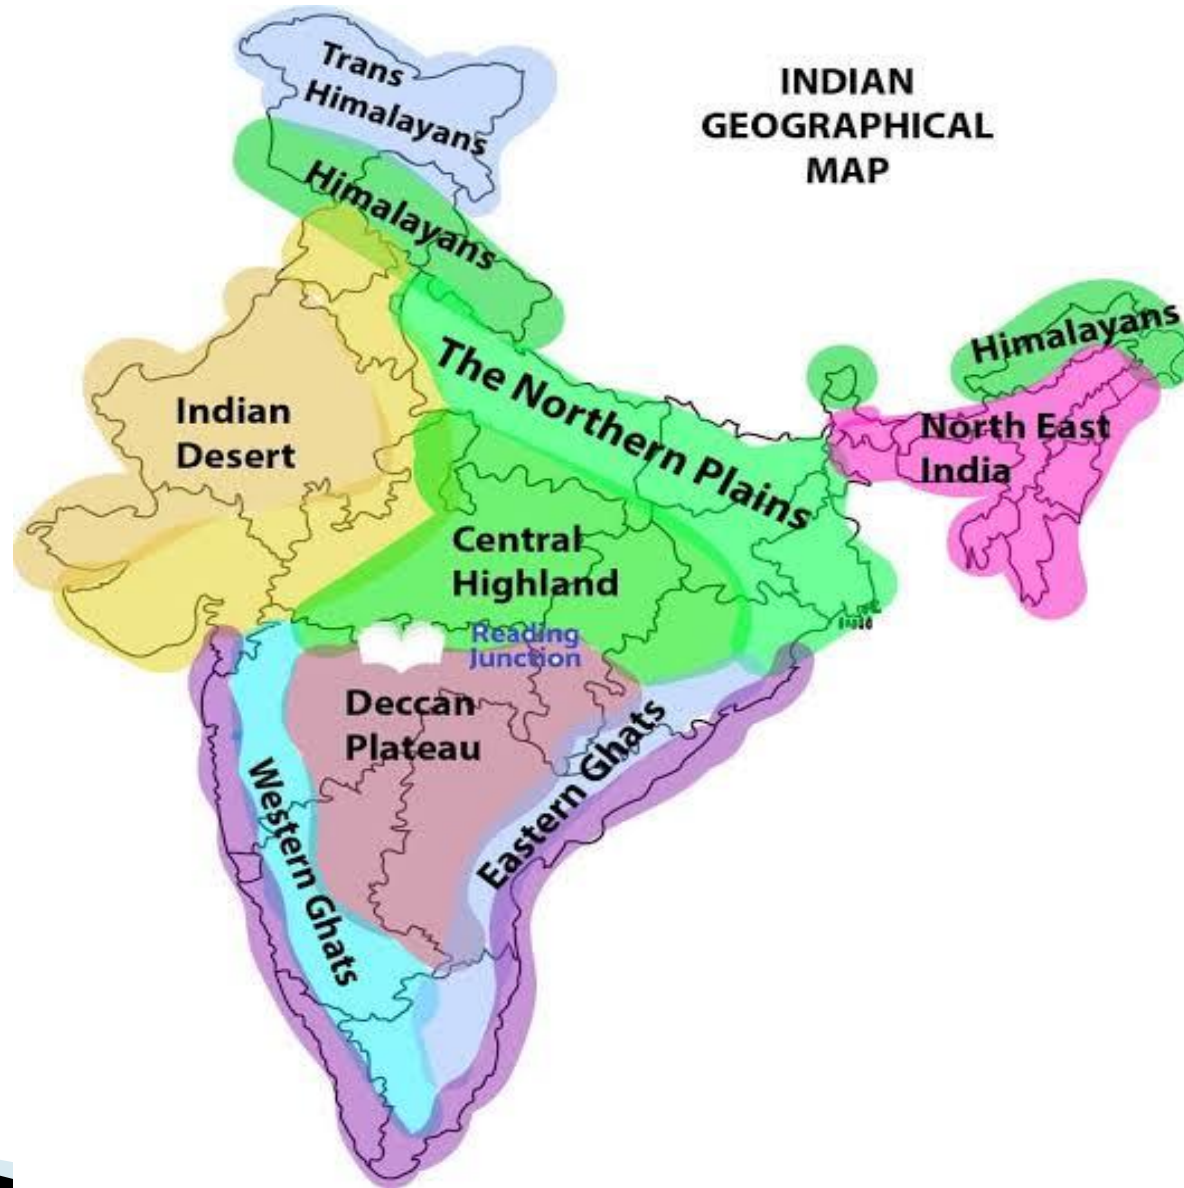 INDIAN
GEOGRAPHICAL
MAP
Trans
Himalayans
Himalayans
Himalayans
The Northern Plains
Indian
Desert
North East
India
Central
Highland
Reading
Junction
Deccan
Plateau
Eastern Ghats
Western Ghats